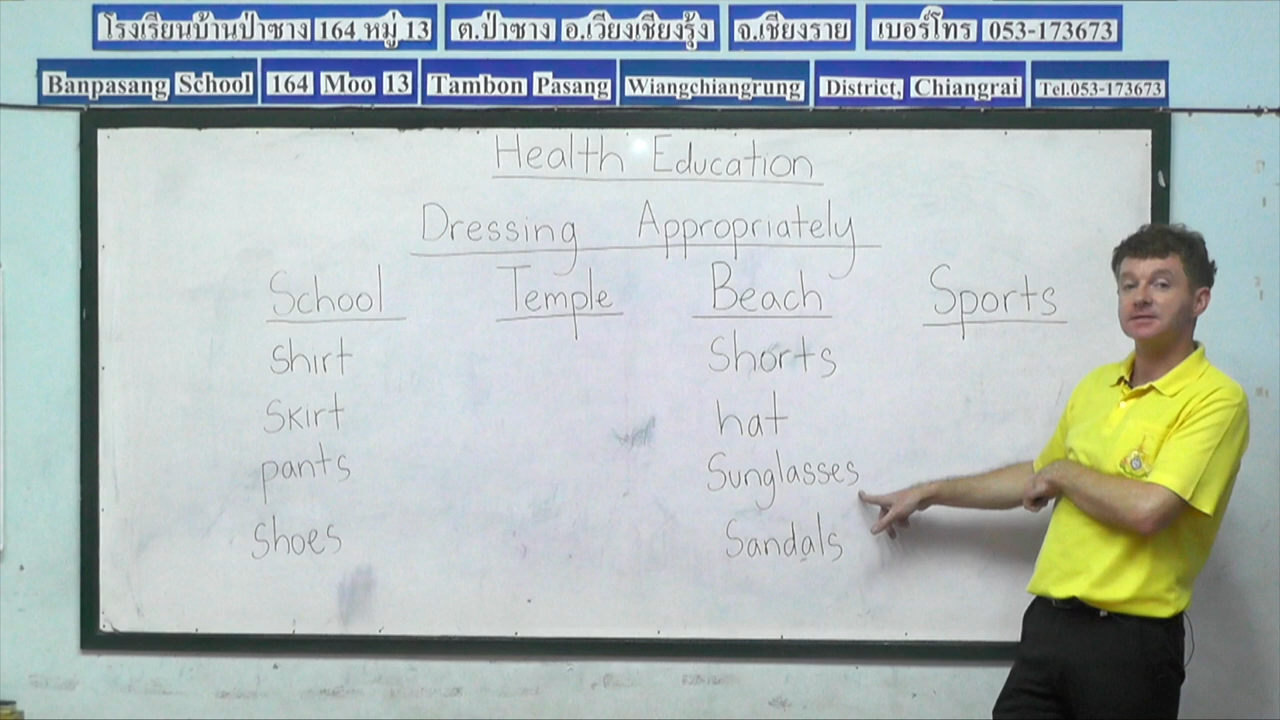 โรงเรียนบ้านป่าซาง 164 หมู่ 13 ต.ป่าซาง อ.เวียงเชียงรุ้ง จ.เชียงราย เบอร์โทร 053-173673
Banpasang School 164 Moo 13 Tambon Pasang Wiangchiangrung District, Chiangrai Tel.053-173673
Health Education
Dressing Appropriately
School Temple Beach Sports
Shirt Shorts
Skirt hat
pants Sunglasses
Shoes Sandals